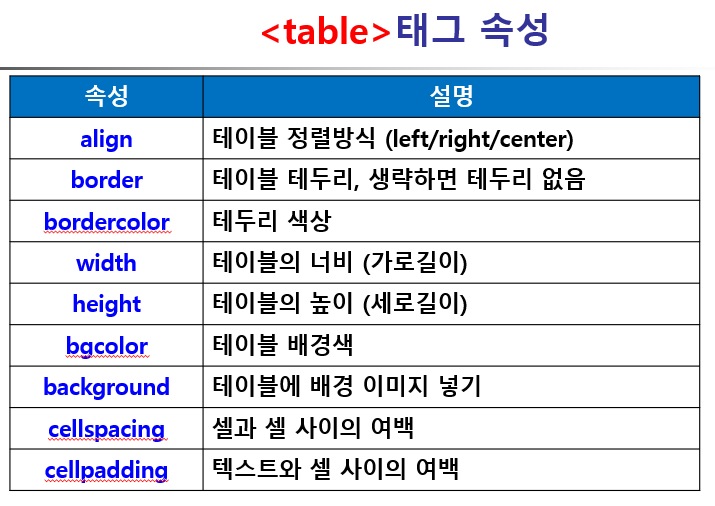 <table>태그 속성
속성 설명
align 테이블 정렬방식 (left/right/center)
border 테이블 테두리, 생략하면 테두리 없음
bordercolor 테두리 색상
width 테이블의 너비 (가로길이)
height 테이블의 높이 (세로길이)
bgcolor 테이블 배경색
background 테이블에 배경 이미지 넣기
cellspacing 셀과 셀 사이의 여백
cellpadding 텍스트와 셀 사이의 여백